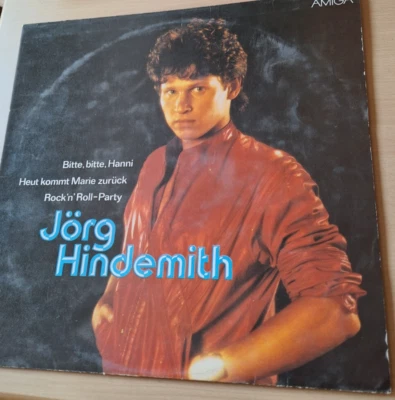 AMIGA
Bitte, bitte, Hanni
Heut kommt Marie zurück
Rock'n'Roll-Party
Jörg
Hindemith